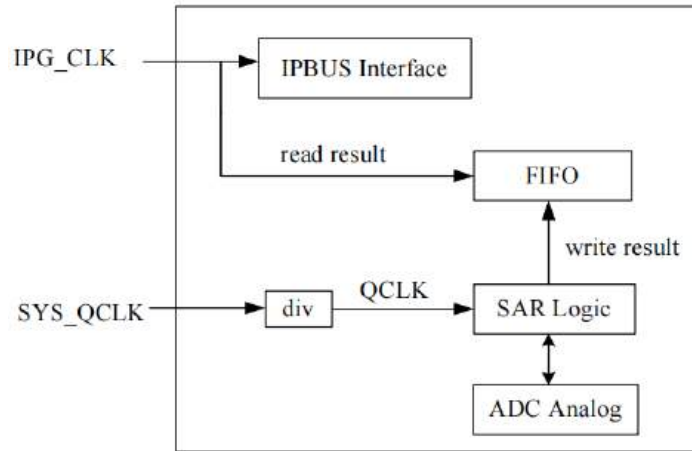 IPG_CLK
IPBUS Interface
read result
FIFO
write result
QCLK
SYS_QCLK
div
SAR Logic
ADC Analog